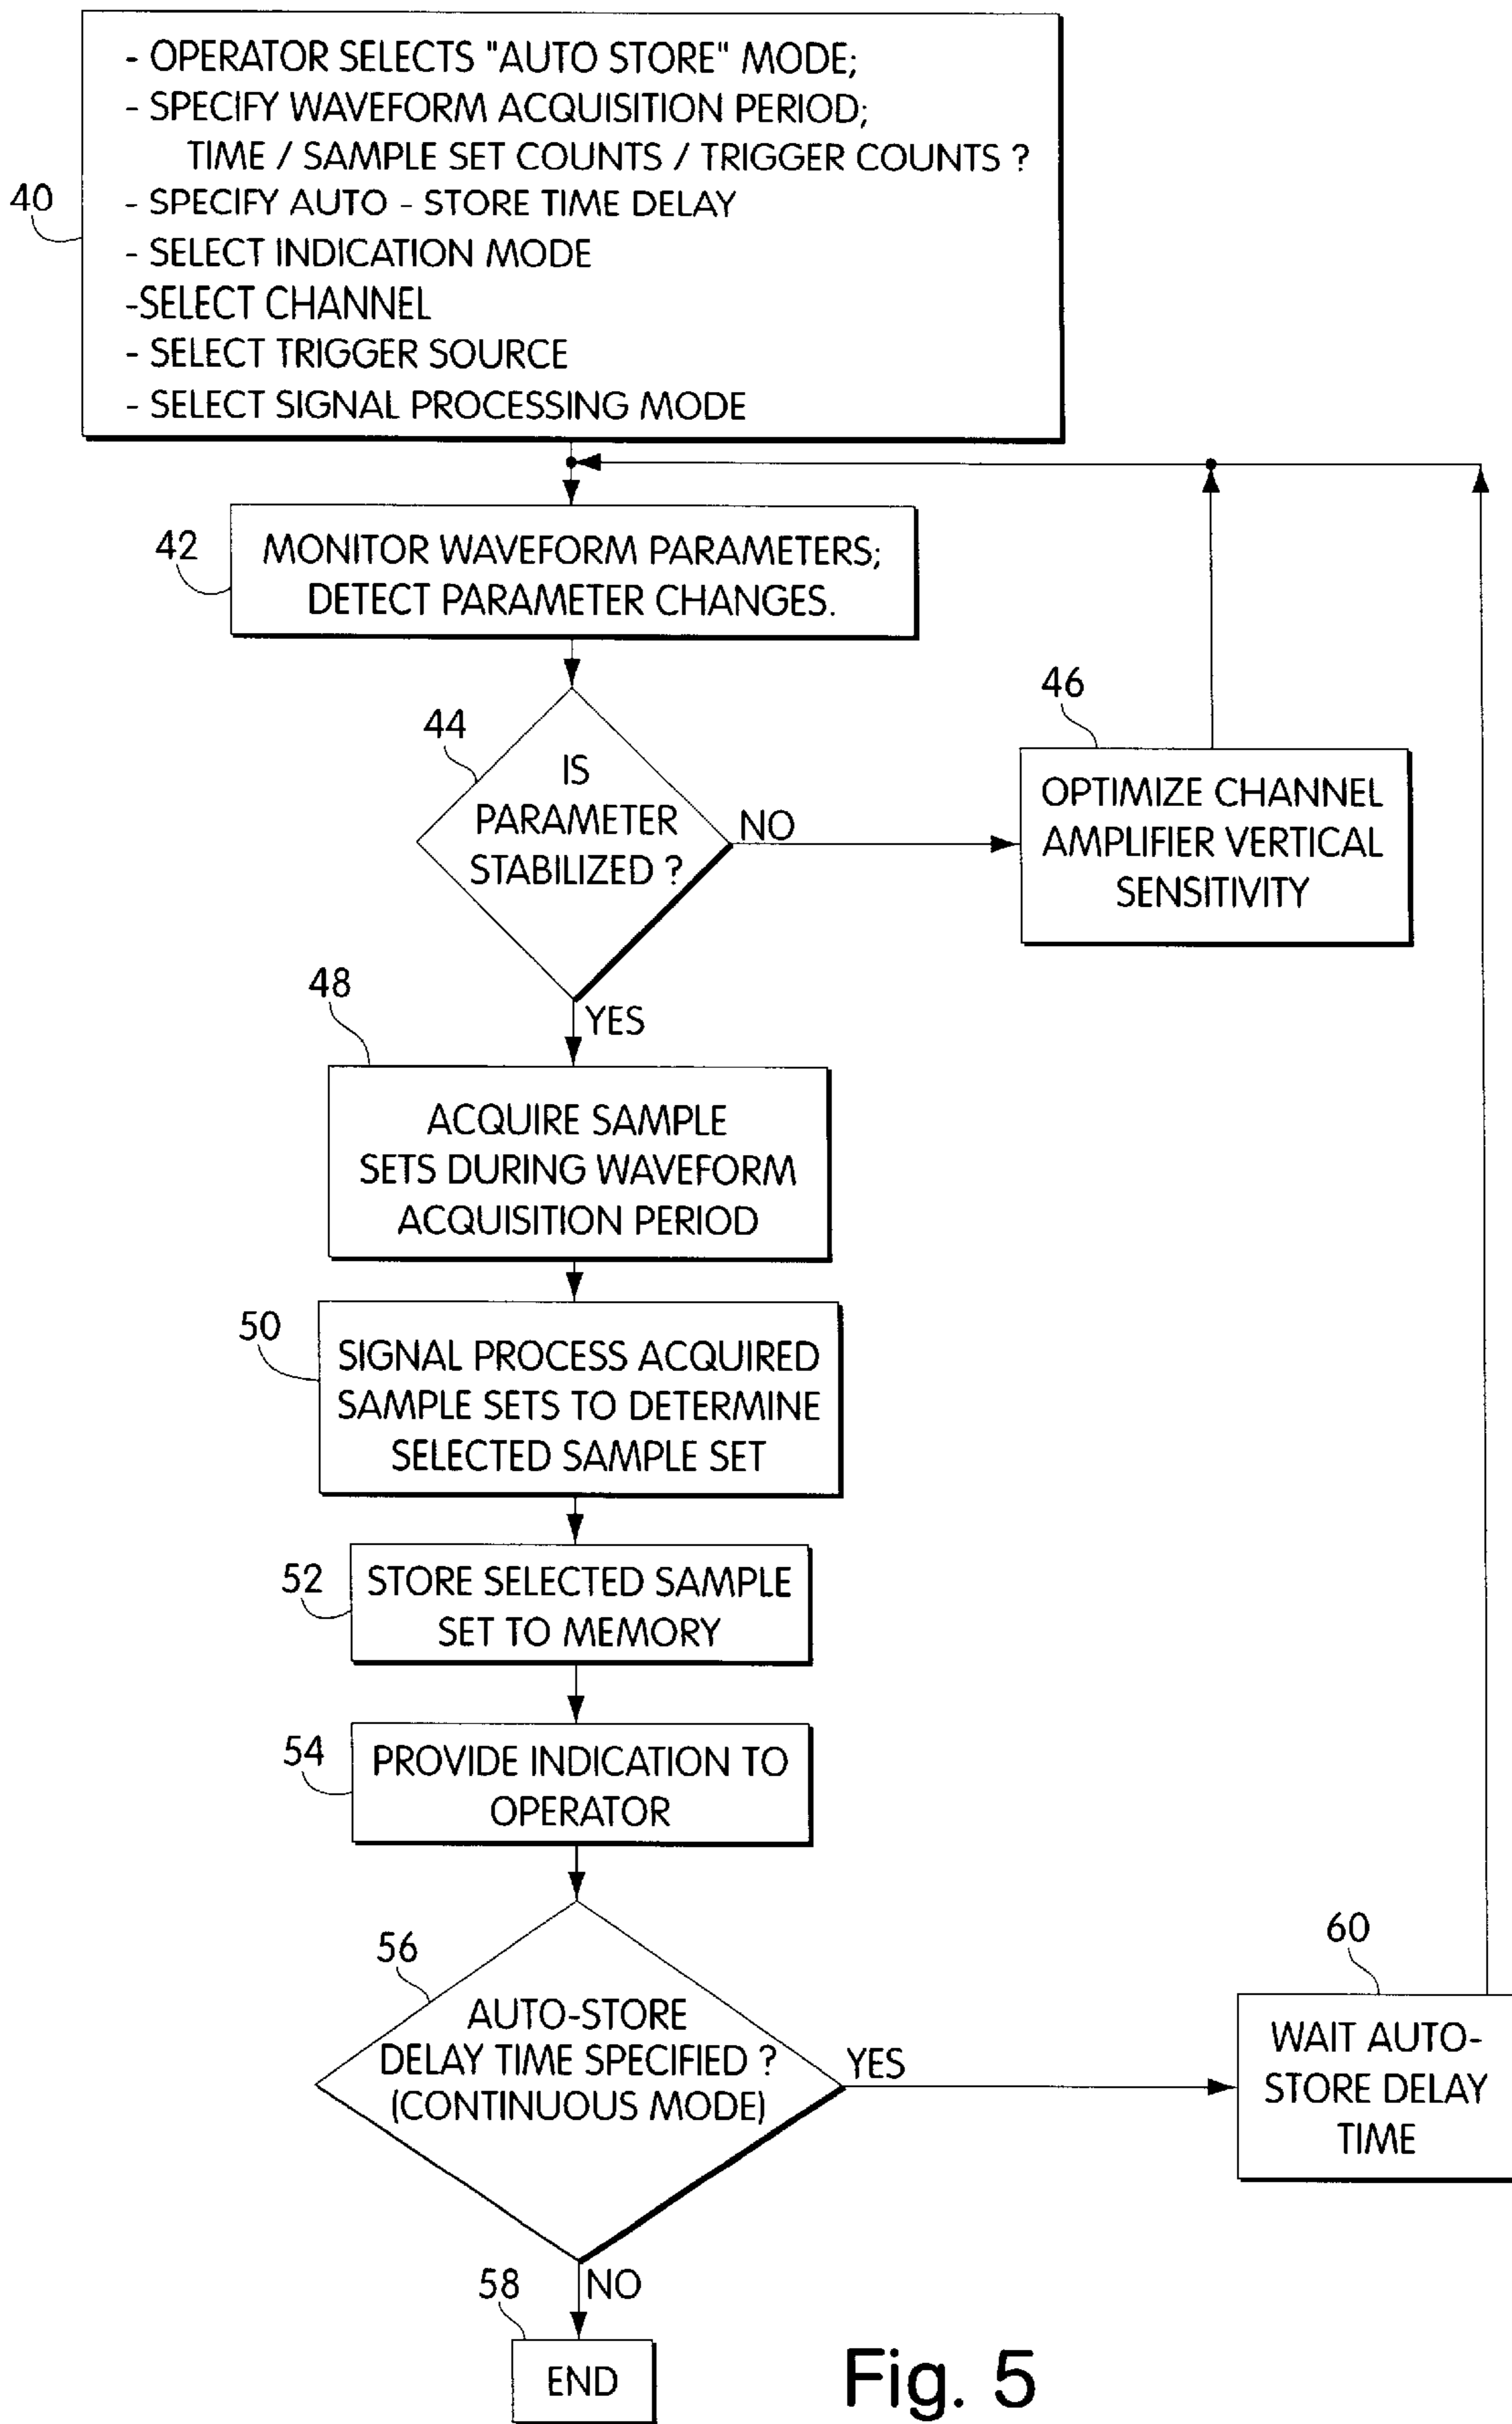 - OPERATOR SELECTS "AUTO STORE" MODE;
- SPECIFY WAVEFORM ACQUISITION PERIOD;
TIME / SAMPLE SET COUNTS / TRIGGER COUNTS ?
- SPECIFY AUTO - STORE TIME DELAY
- SELECT INDICATION MODE
-SELECT CHANNEL
- SELECT TRIGGER SOURCE
- SELECT SIGNAL PROCESSING MODE
40
42
MONITOR WAVEFORM PARAMETERS;
DETECT PARAMETER CHANGES.
44
IS
PARAMETER
STABILIZED ?
NO
46
OPTIMIZE CHANNEL
AMPLIFIER VERTICAL
SENSITIVITY
YES
48
ACQUIRE SAMPLE
SETS DURING WAVEFORM
ACQUISITION PERIOD
50
SIGNAL PROCESS ACQUIRED
SAMPLE SETS TO DETERMINE
SELECTED SAMPLE SET
52
STORE SELECTED SAMPLE
SET TO MEMORY
54
PROVIDE INDICATION TO
OPERATOR
56
AUTO-STORE
DELAY TIME SPECIFIED ?
(CONTINUOUS MODE)
YES
60
WAIT AUTO-
STORE DELAY
TIME
NO
58
END
Fig. 5